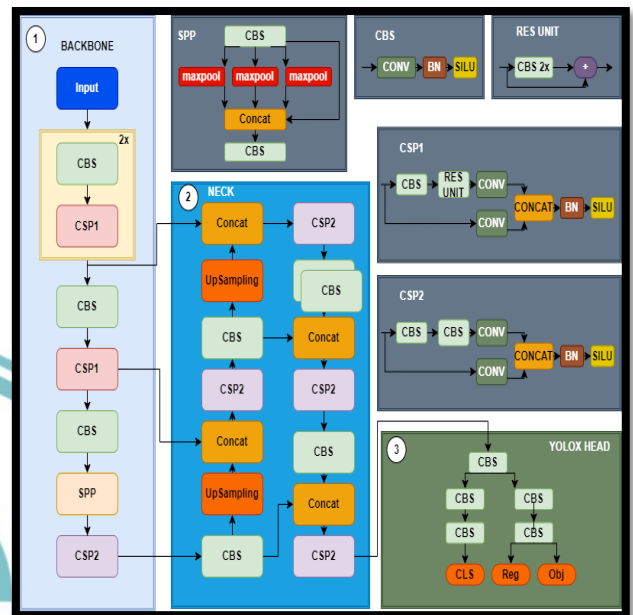 1
BACKBONE
Input
2x
CBS
CSP1
CBS
CSP1
CBS
SPP
CSP2
SPP
CBS
maxpool
maxpool
maxpool
Concat
CBS
CBS
CONV
BN
SILU
RES UNIT
CBS 2x
+
2
NECK
Concat
UpSampling
CBS
CSP2
Concat
UpSampling
CBS
CSP2
CBS
Concat
CSP2
CBS
Concat
CSP2
CSP1
CBS
RES
UNIT
CONV
CONV
CONCAT
BN
SILU
CSP2
CBS
CBS
CONV
CONV
CONCAT
BN
SILU
3
YOLOX HEAD
CBS
CBS
CBS
CBS
CBS
CLS
Reg
Obj